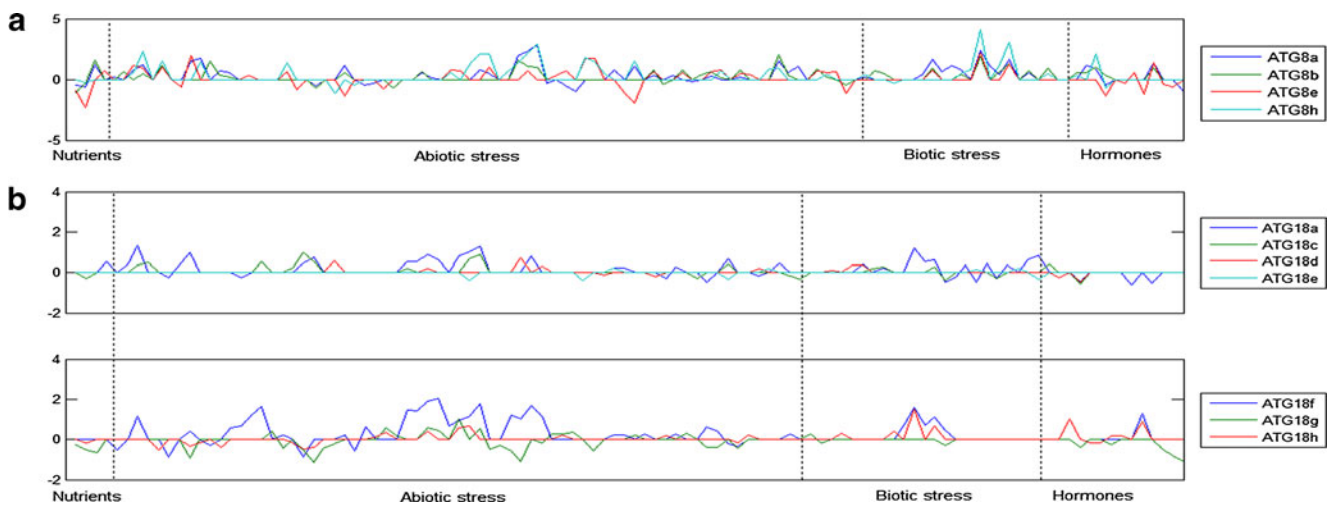 a
5
0
-5
Nutrients
Abiotic stress
Biotic stress
Hormones
ATG8a
ATG8b
ATG8e
ATG8h
b
4
2
0
-2
ATG18a
ATG18c
ATG18d
ATG18e
4
2
0
-2
Nutrients
Abiotic stress
Biotic stress
Hormones
ATG18f
ATG18g
ATG18h